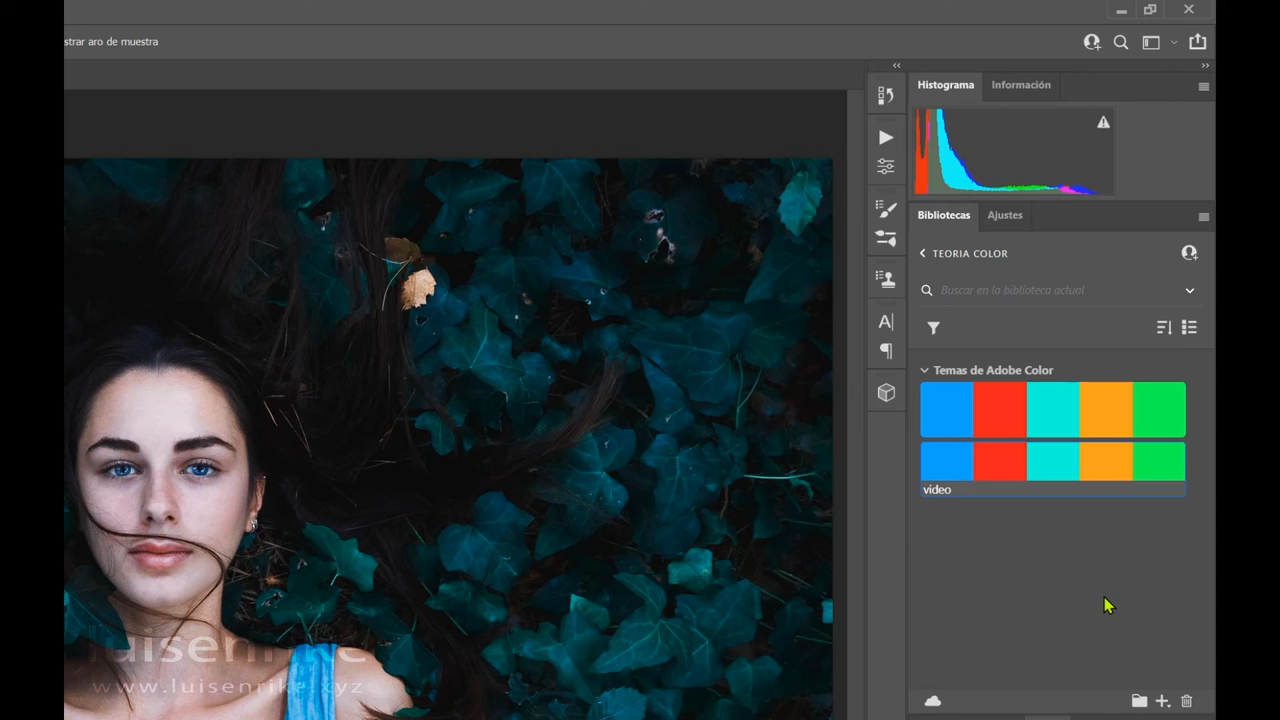 strar aro de muestra
Histograma
Información
Bibliotecas
Ajustes
TEORIA COLOR
Buscar en la biblioteca actual
Temas de Adobe Color
video
luisenrike
www.luisenrike.xyz